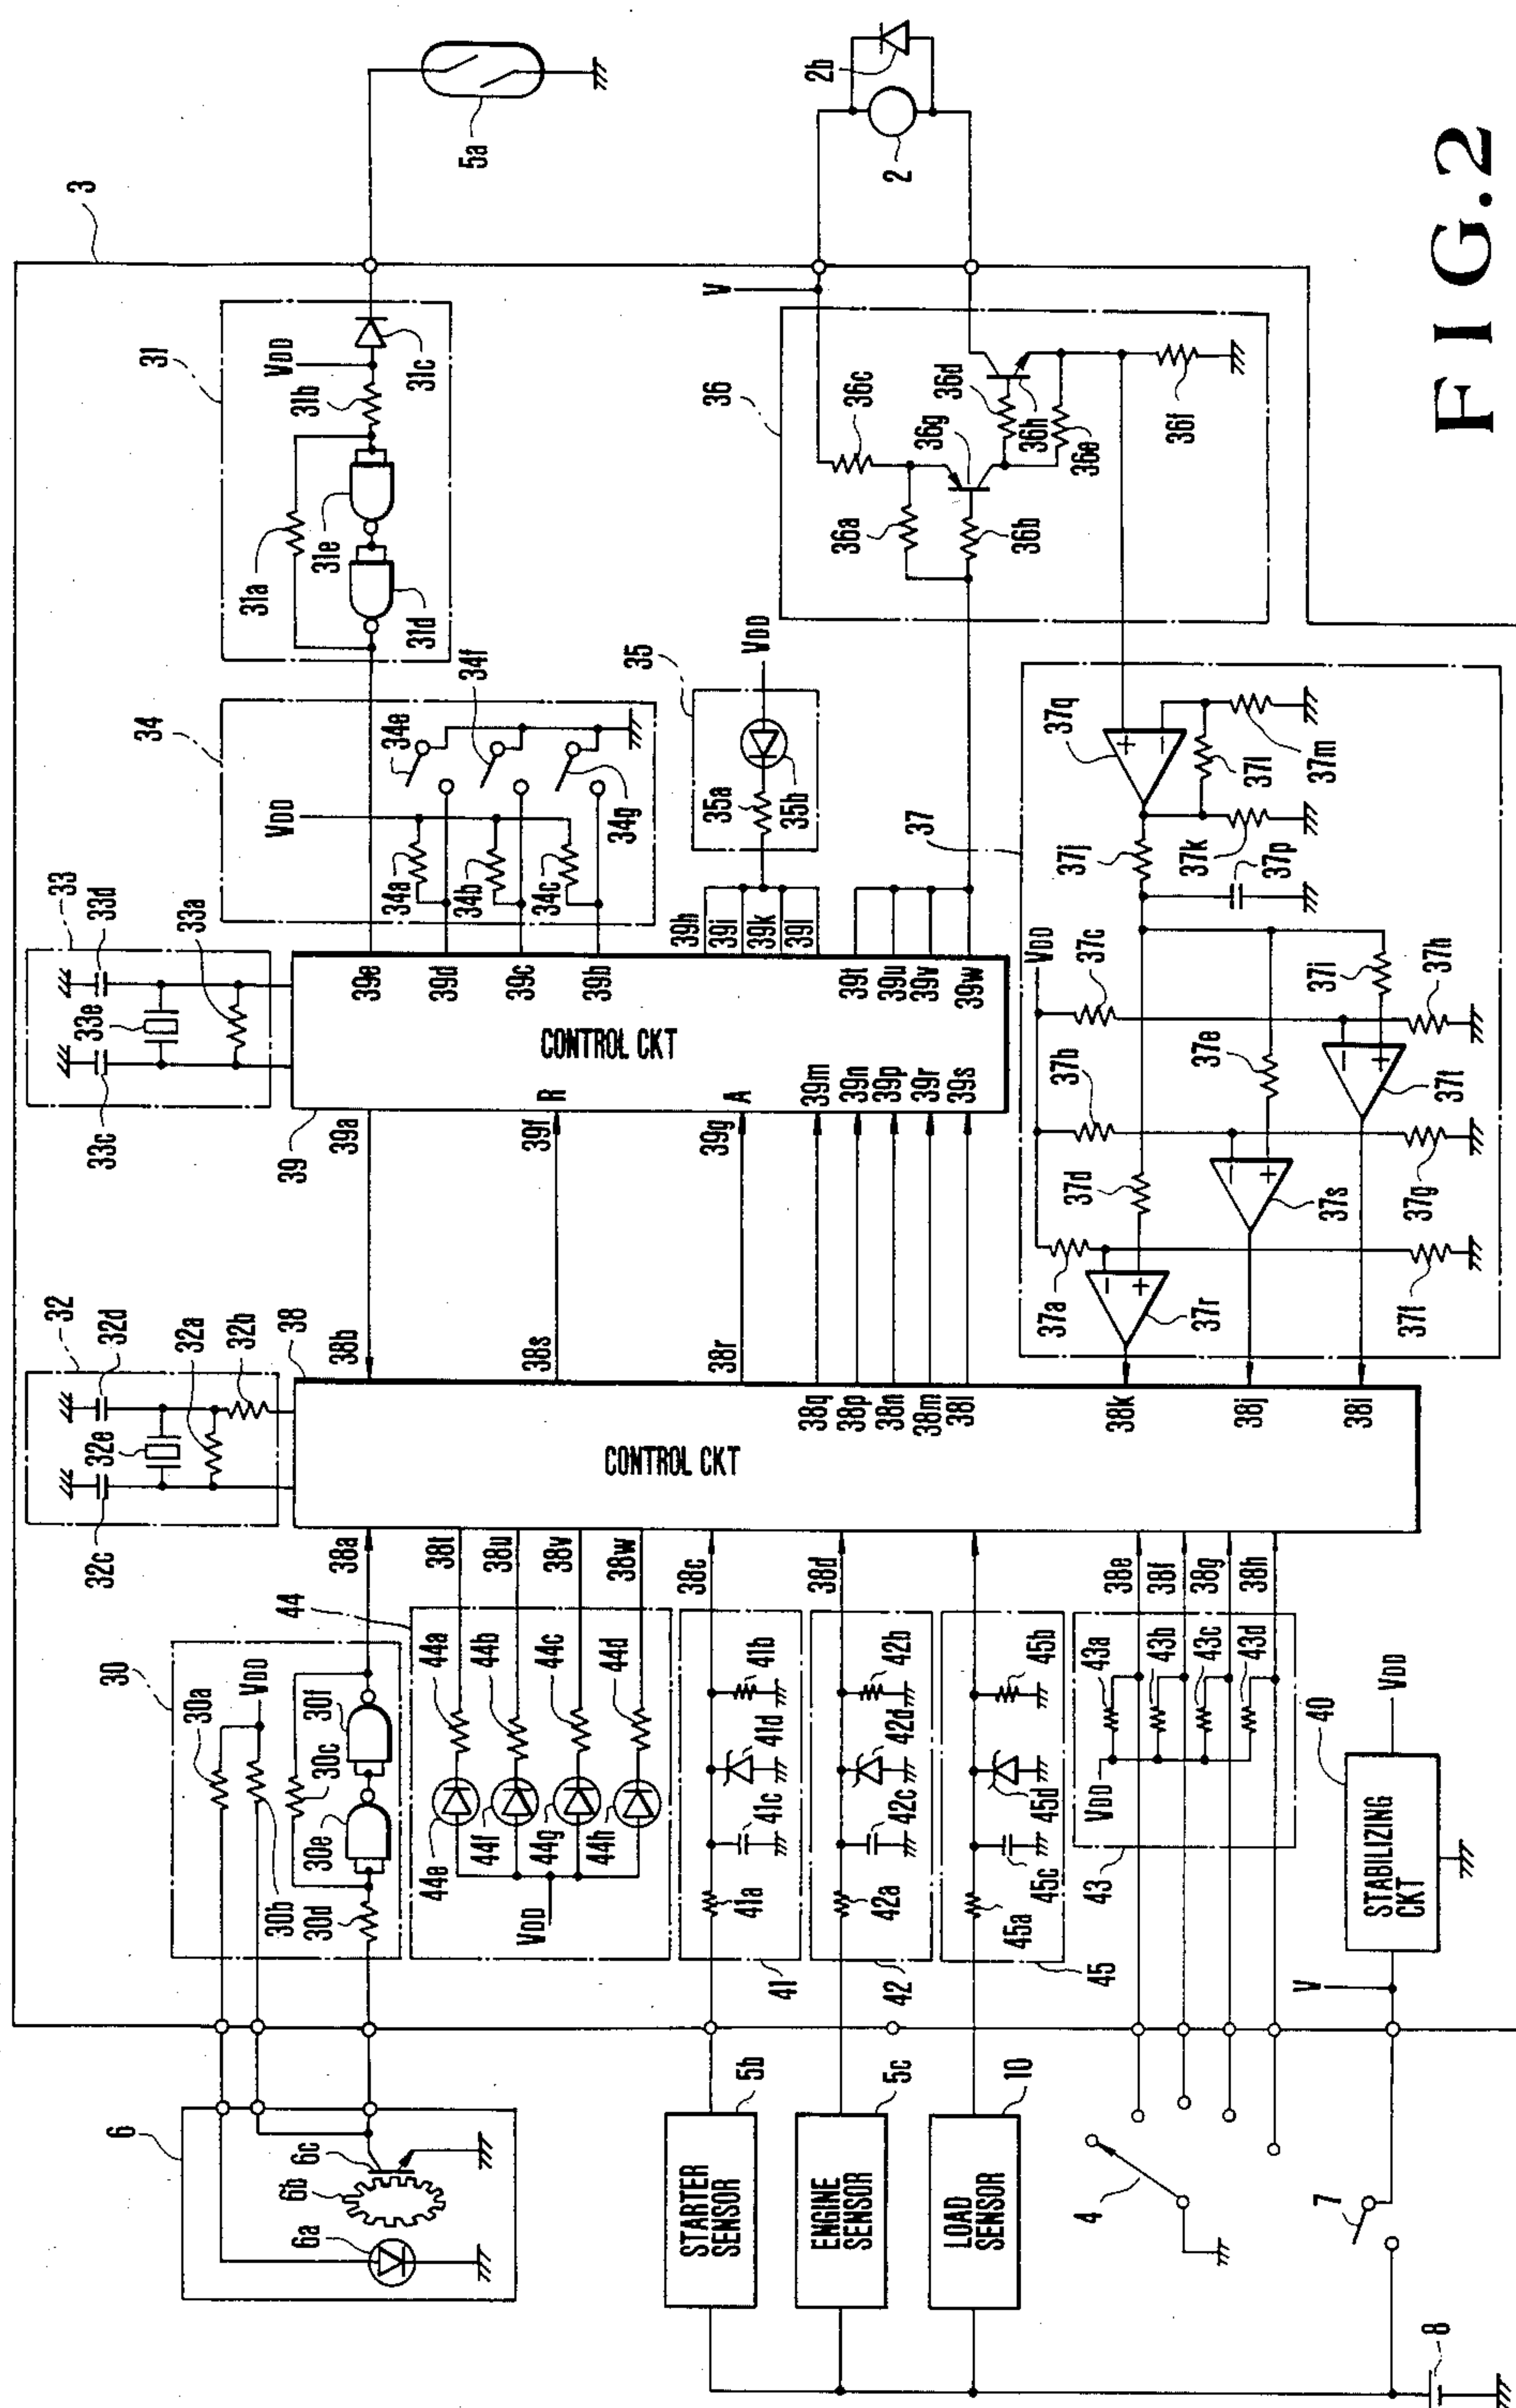 3
33
33d
33e
33a
33c
32
32d
32a
32e
32b
32c
31
VDD
31b
31c
31a
31e
31d
5a
34
VDD
34e
34f
34g
34a
34b
34c
35
VDD
35a
35b
36
V
36c
36g
36d
36h
36e
36a
36b
36f
2
2b
39
39a
39e
39d
39c
39b
39f
R
39g
A
39h
39i
39k
39l
39m
39n
39p
39r
39s
39t
39u
39v
39w
CONTROL CKT
38
38b
38s
38r
38q
38p
38n
38m
38l
38k
38j
38i
CONTROL CKT
38a
38t
38u
38v
38w
38c
38d
38e
38f
38g
38h
37
37q
37l
37m
37j
37k
37p
VDD
37c
37i
37h
37b
37e
37t
37d
37s
37g
37a
37r
37f
30
30a
VDD
30f
30c
30e
30b
30d
44
44a
44b
44c
44d
44e
44f
44g
44h
VDD
41b
41d
41c
41a
41
42b
42d
42c
42a
42
45b
45d
45c
45a
45
43a
43b
43c
43d
VDD
43
40
VDD
STABILIZING
CKT
V
6
6c
6b
6a
5b
STARTER
SENSOR
5c
ENGINE
SENSOR
10
LOAD
SENSOR
4
7
8
FIG.2